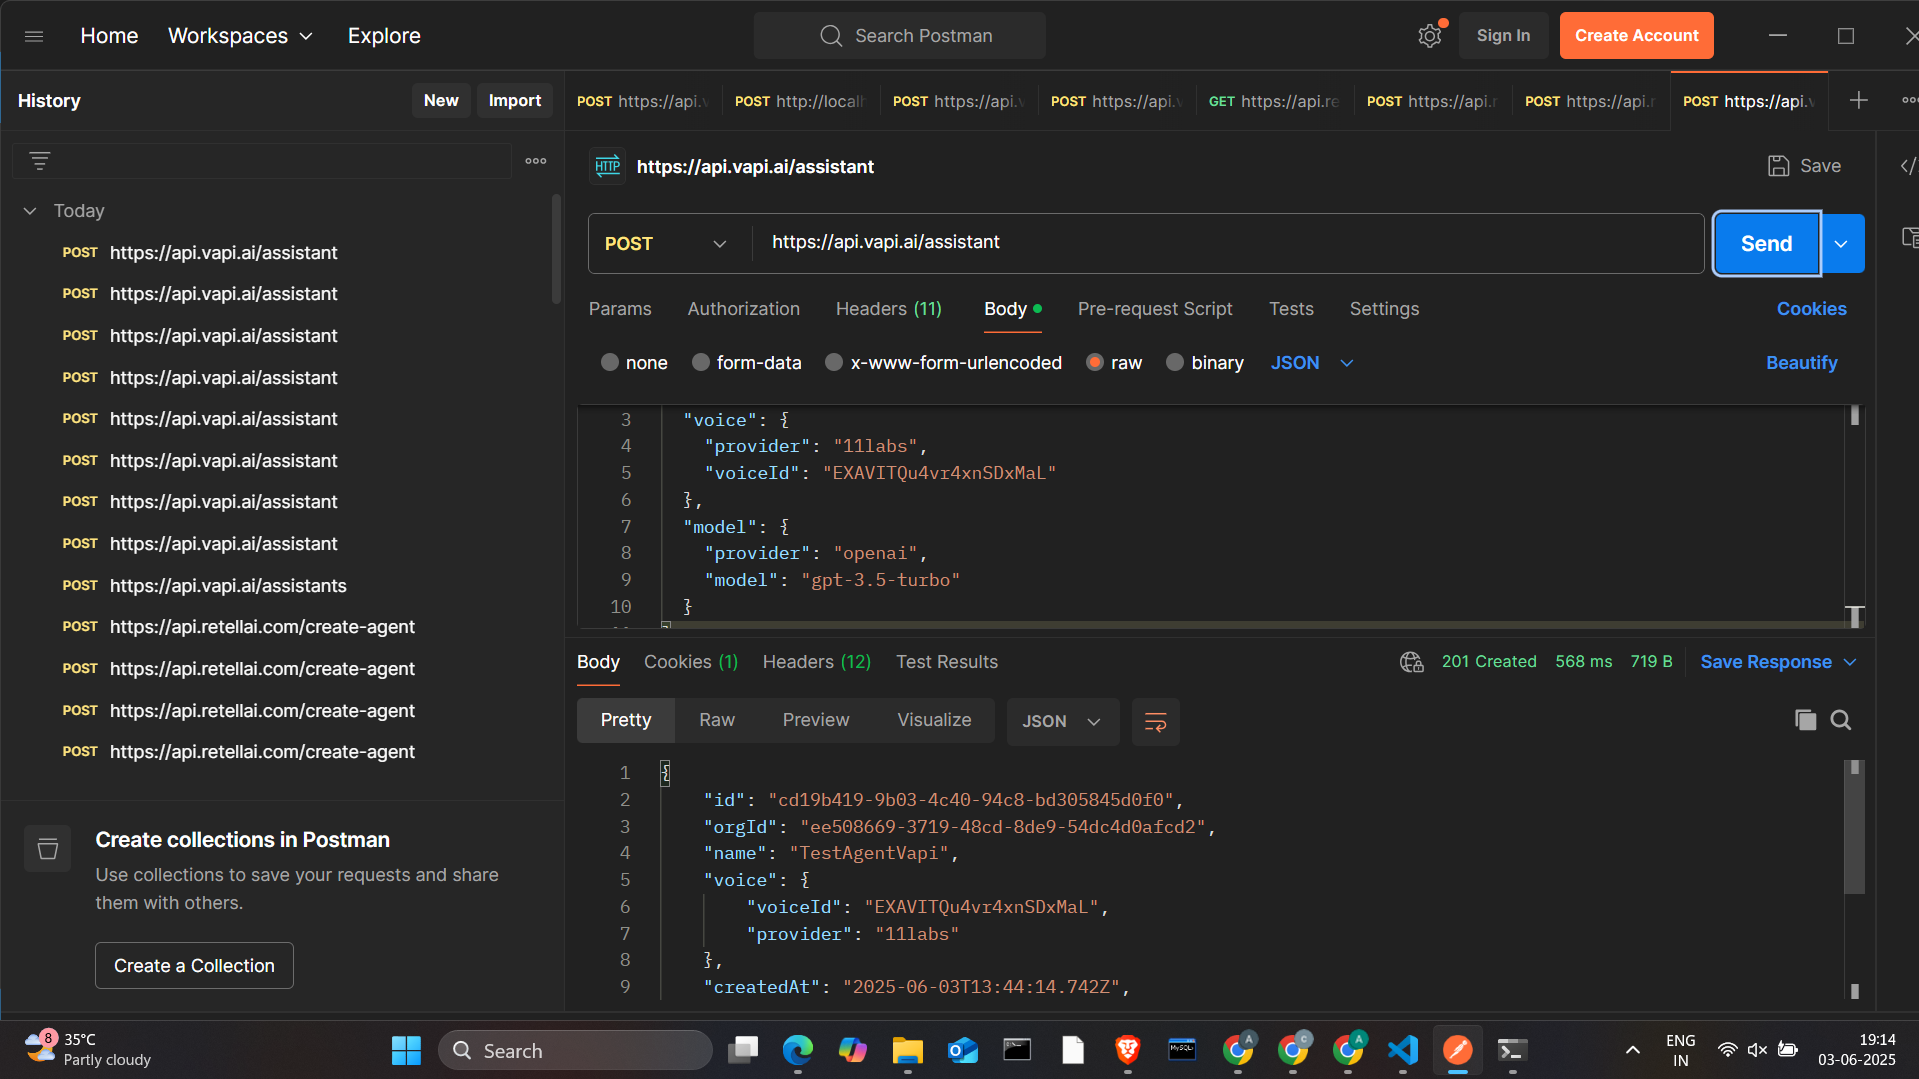 Home Workspaces Explore Search Postman Sign In Create Account
History New Import
POST https://api.v POST http://local POST https://api.v POST https://api.v GET https://api.re POST https://api.r POST https://api.r POST https://api.v
HTTP https://api.vapi.ai/assistant Save
Today
POST https://api.vapi.ai/assistant
POST https://api.vapi.ai/assistant
POST https://api.vapi.ai/assistant
POST https://api.vapi.ai/assistant
POST https://api.vapi.ai/assistant
POST https://api.vapi.ai/assistant
POST https://api.vapi.ai/assistant
POST https://api.vapi.ai/assistant
POST https://api.vapi.ai/assistants
POST https://api.retellai.com/create-agent
POST https://api.retellai.com/create-agent
POST https://api.retellai.com/create-agent
POST https://api.retellai.com/create-agent
Create collections in Postman
Use collections to save your requests and share
them with others.
Create a Collection
POST https://api.vapi.ai/assistant Send
Params Authorization Headers (11) Body Pre-request Script Tests Settings Cookies
none form-data x-www-form-urlencoded raw binary JSON Beautify
3 "voice": {
4 "provider": "11labs",
5 "voiceId": "EXAVITQu4vr4xnSDxMaL"
6 },
7 "model": {
8 "provider": "openai",
9 "model": "gpt-3.5-turbo"
10 }
Body Cookies (1) Headers (12) Test Results 201 Created 568 ms 719 B Save Response
Pretty Raw Preview Visualize JSON
1 {
2 "id": "cd19b419-9b03-4c40-94c8-bd305845d0f0",
3 "orgId": "ee508669-3719-48cd-8de9-54dc4d0afcd2",
4 "name": "TestAgentVapi",
5 "voice": {
6 "voiceId": "EXAVITQu4vr4xnSDxMaL",
7 "provider": "11labs"
8 },
9 "createdAt": "2025-06-03T13:44:14.742Z",
8 35°C
Partly cloudy
Search
MySQL
A C A
ENG
IN
19:14
03-06-2025